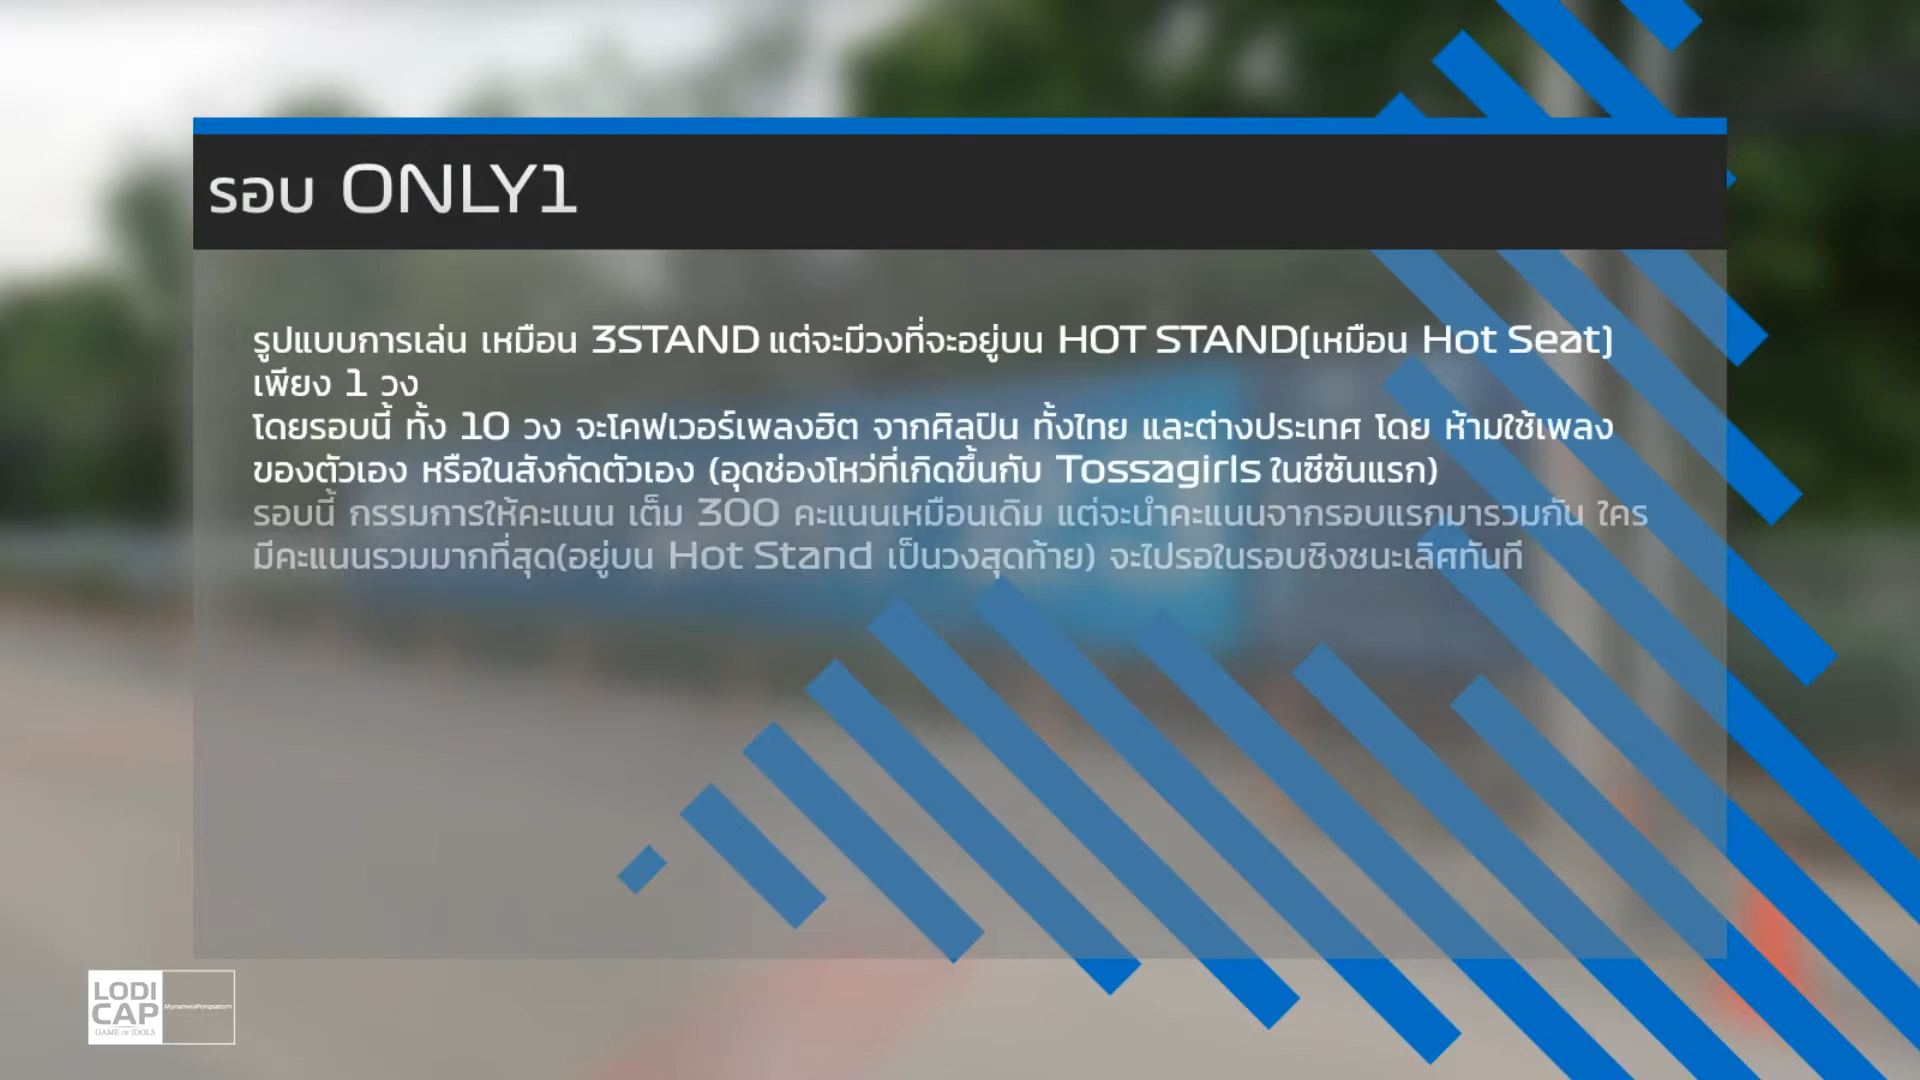 รอบ ONLY1
รูปแบบการเล่น เหมือน 3STAND แต่จะมีวงที่จะอยู่บน HOT STAND(เหมือน Hot Seat)
เพียง 1 วง
โดยรอบนี้ ทั้ง 10 วง จะโคฟเวอร์เพลงฮิต จากศิลปิน ทั้งไทย และต่างประเทศ โดย ห้ามใช้เพลง
ของตัวเอง หรือในสังกัดตัวเอง (อุดช่องโหว่ที่เกิดขึ้นกับ Tossagirls ในซีซันแรก)
รอบนี้ กรรมการให้คะแนน เต็ม 300 คะแนนเหมือนเดิม แต่จะนำคะแนนจากรอบแรกมารวมกัน ใคร
มีคะแนนรวมมากที่สุด(อยู่บน Hot Stand เป็นวงสุดท้าย) จะไปรอในรอบชิงชนะเลิศทันที
LODI
CAP
GAME OF IDOLS